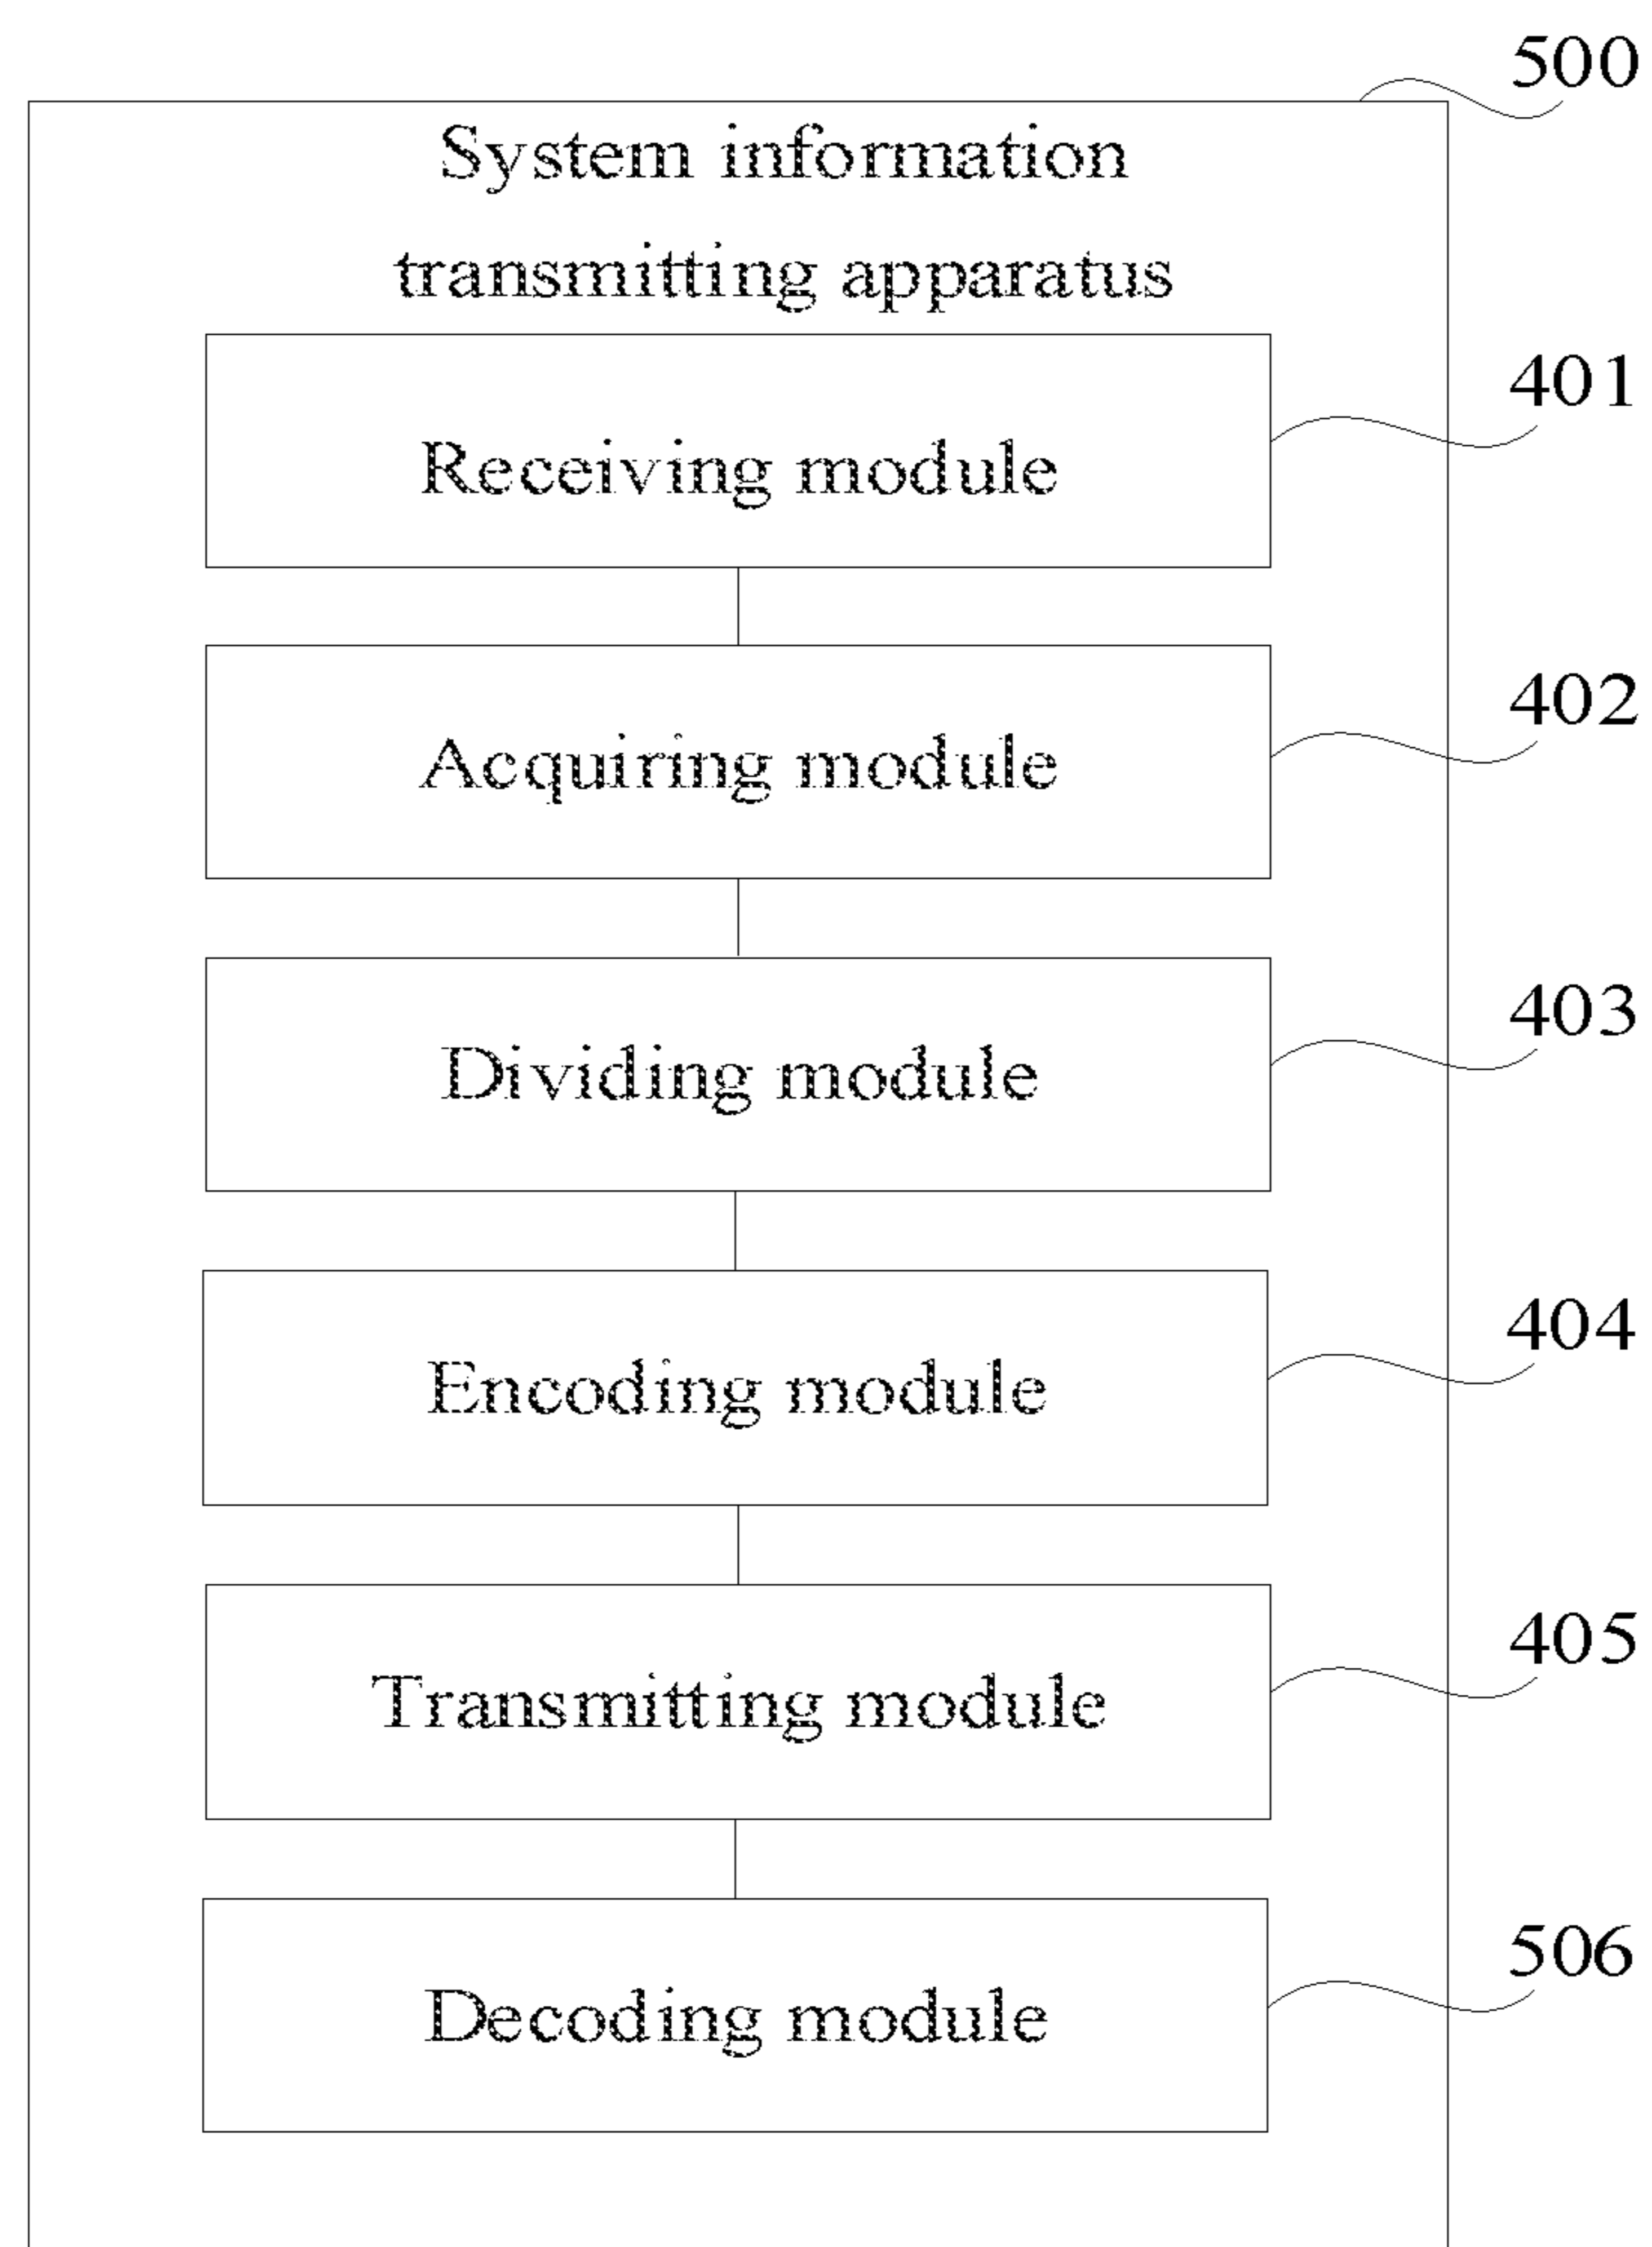 500
System information
transmitting apparatus
401
Receiving module
402
Acquiring module
403
Dividing module
404
Encoding module
405
Transmitting module
506
Decoding module